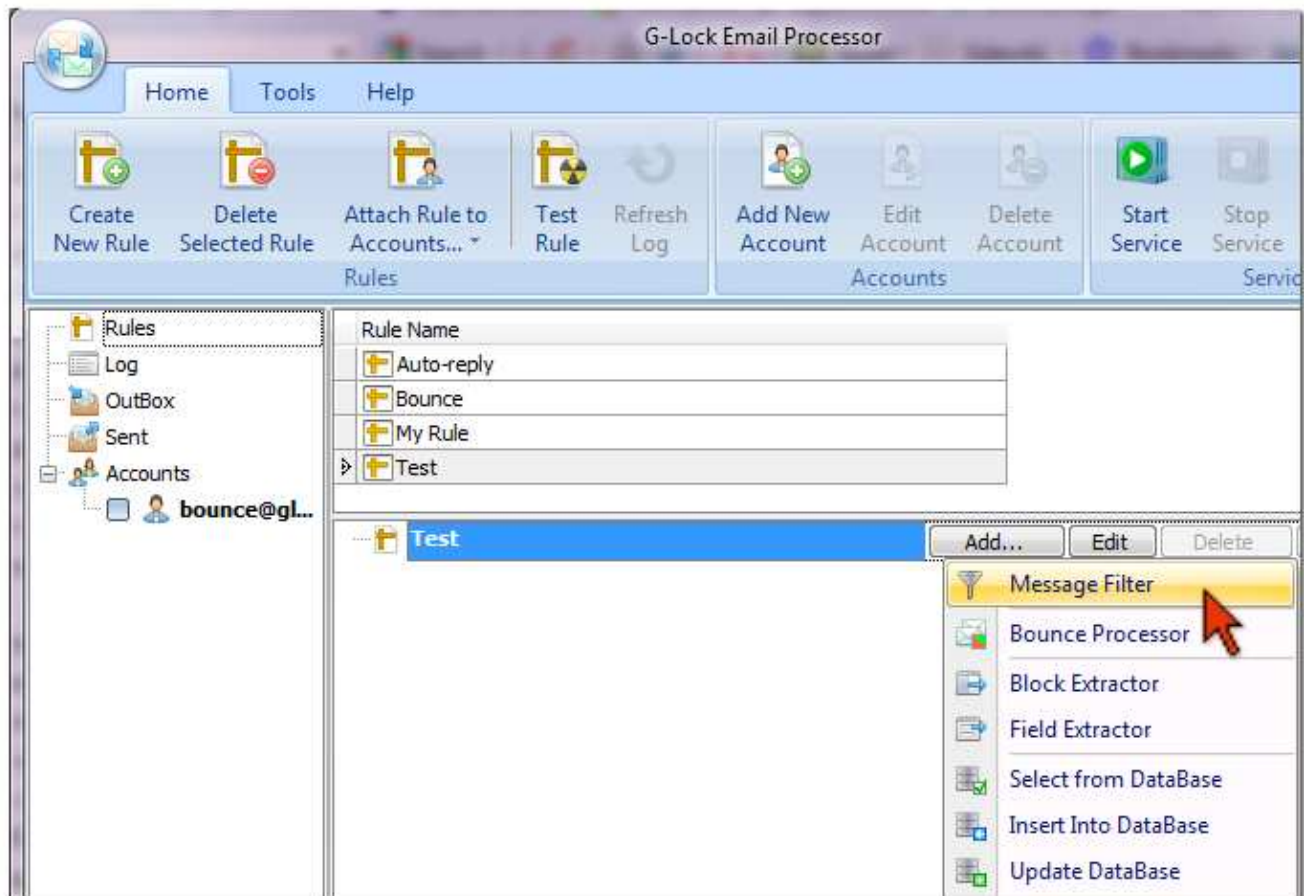 G-Lock Email Processor
Home Tools Help
Create New Rule
Delete Selected Rule
Attach Rule to Accounts...
Test Rule
Refresh Log
Add New Account
Edit Account
Delete Account
Start Service
Stop Service
Rules
Accounts
Servic
Rules
Log
OutBox
Sent
Accounts
bounce@gl...
Rule Name
Auto-reply
Bounce
My Rule
Test
Test
Add... Edit Delete
Message Filter
Bounce Processor
Block Extractor
Field Extractor
Select from DataBase
Insert Into DataBase
Update DataBase